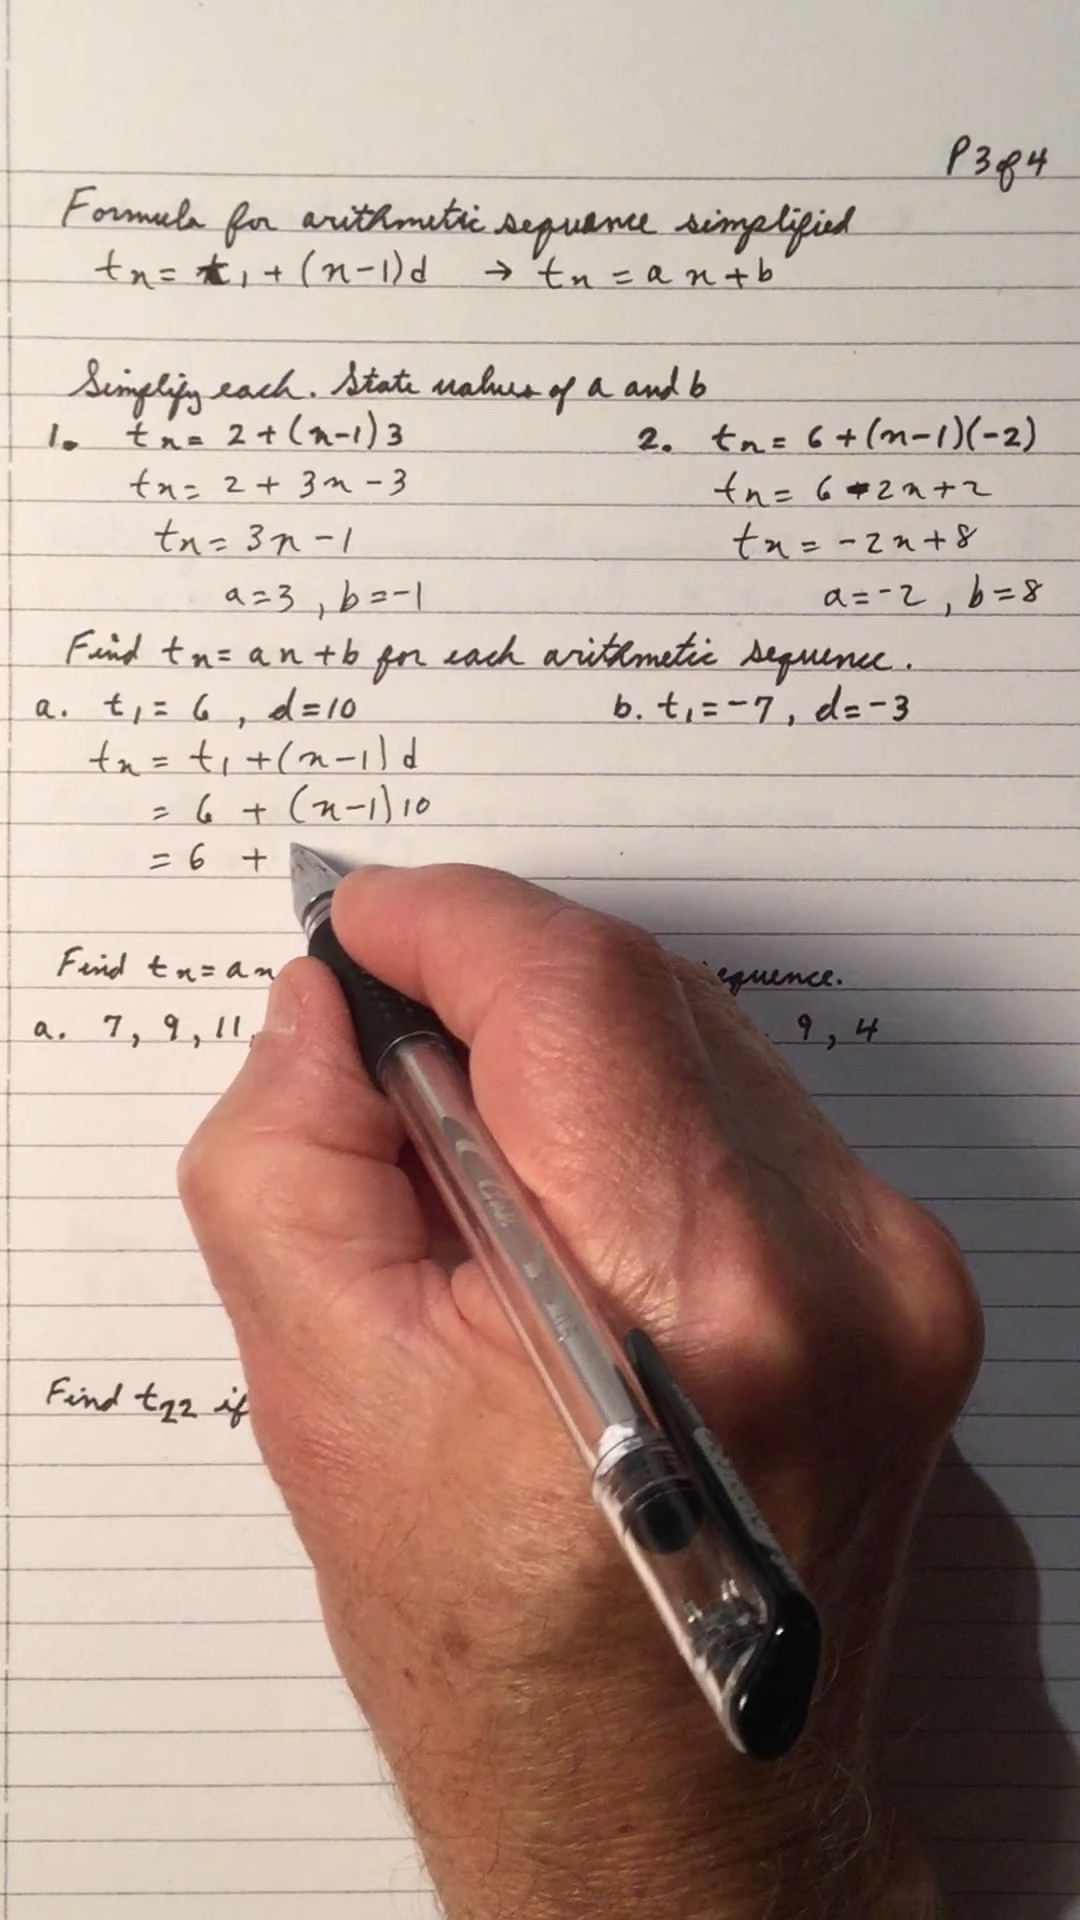 P 3 of 4
Formula for arithmetic sequence simplified
tn = t1 + (n-1)d → tn = an + b
Simplify each. State values of a and b
1. tn = 2 + (n-1)3
tn = 2 + 3n - 3
tn = 3n - 1
a = 3, b = -1
2. tn = 6 + (n-1)(-2)
tn = 6 - 2n + 2
tn = -2n + 8
a = -2, b = 8
Find tn = an + b for each arithmetic sequence.
a. t1 = 6, d = 10
tn = t1 + (n-1)d
= 6 + (n-1)10
= 6 +
b. t1 = -7, d = -3
Find tn = an equence.
a. 7, 9, 11,
9, 4
Find t22 if